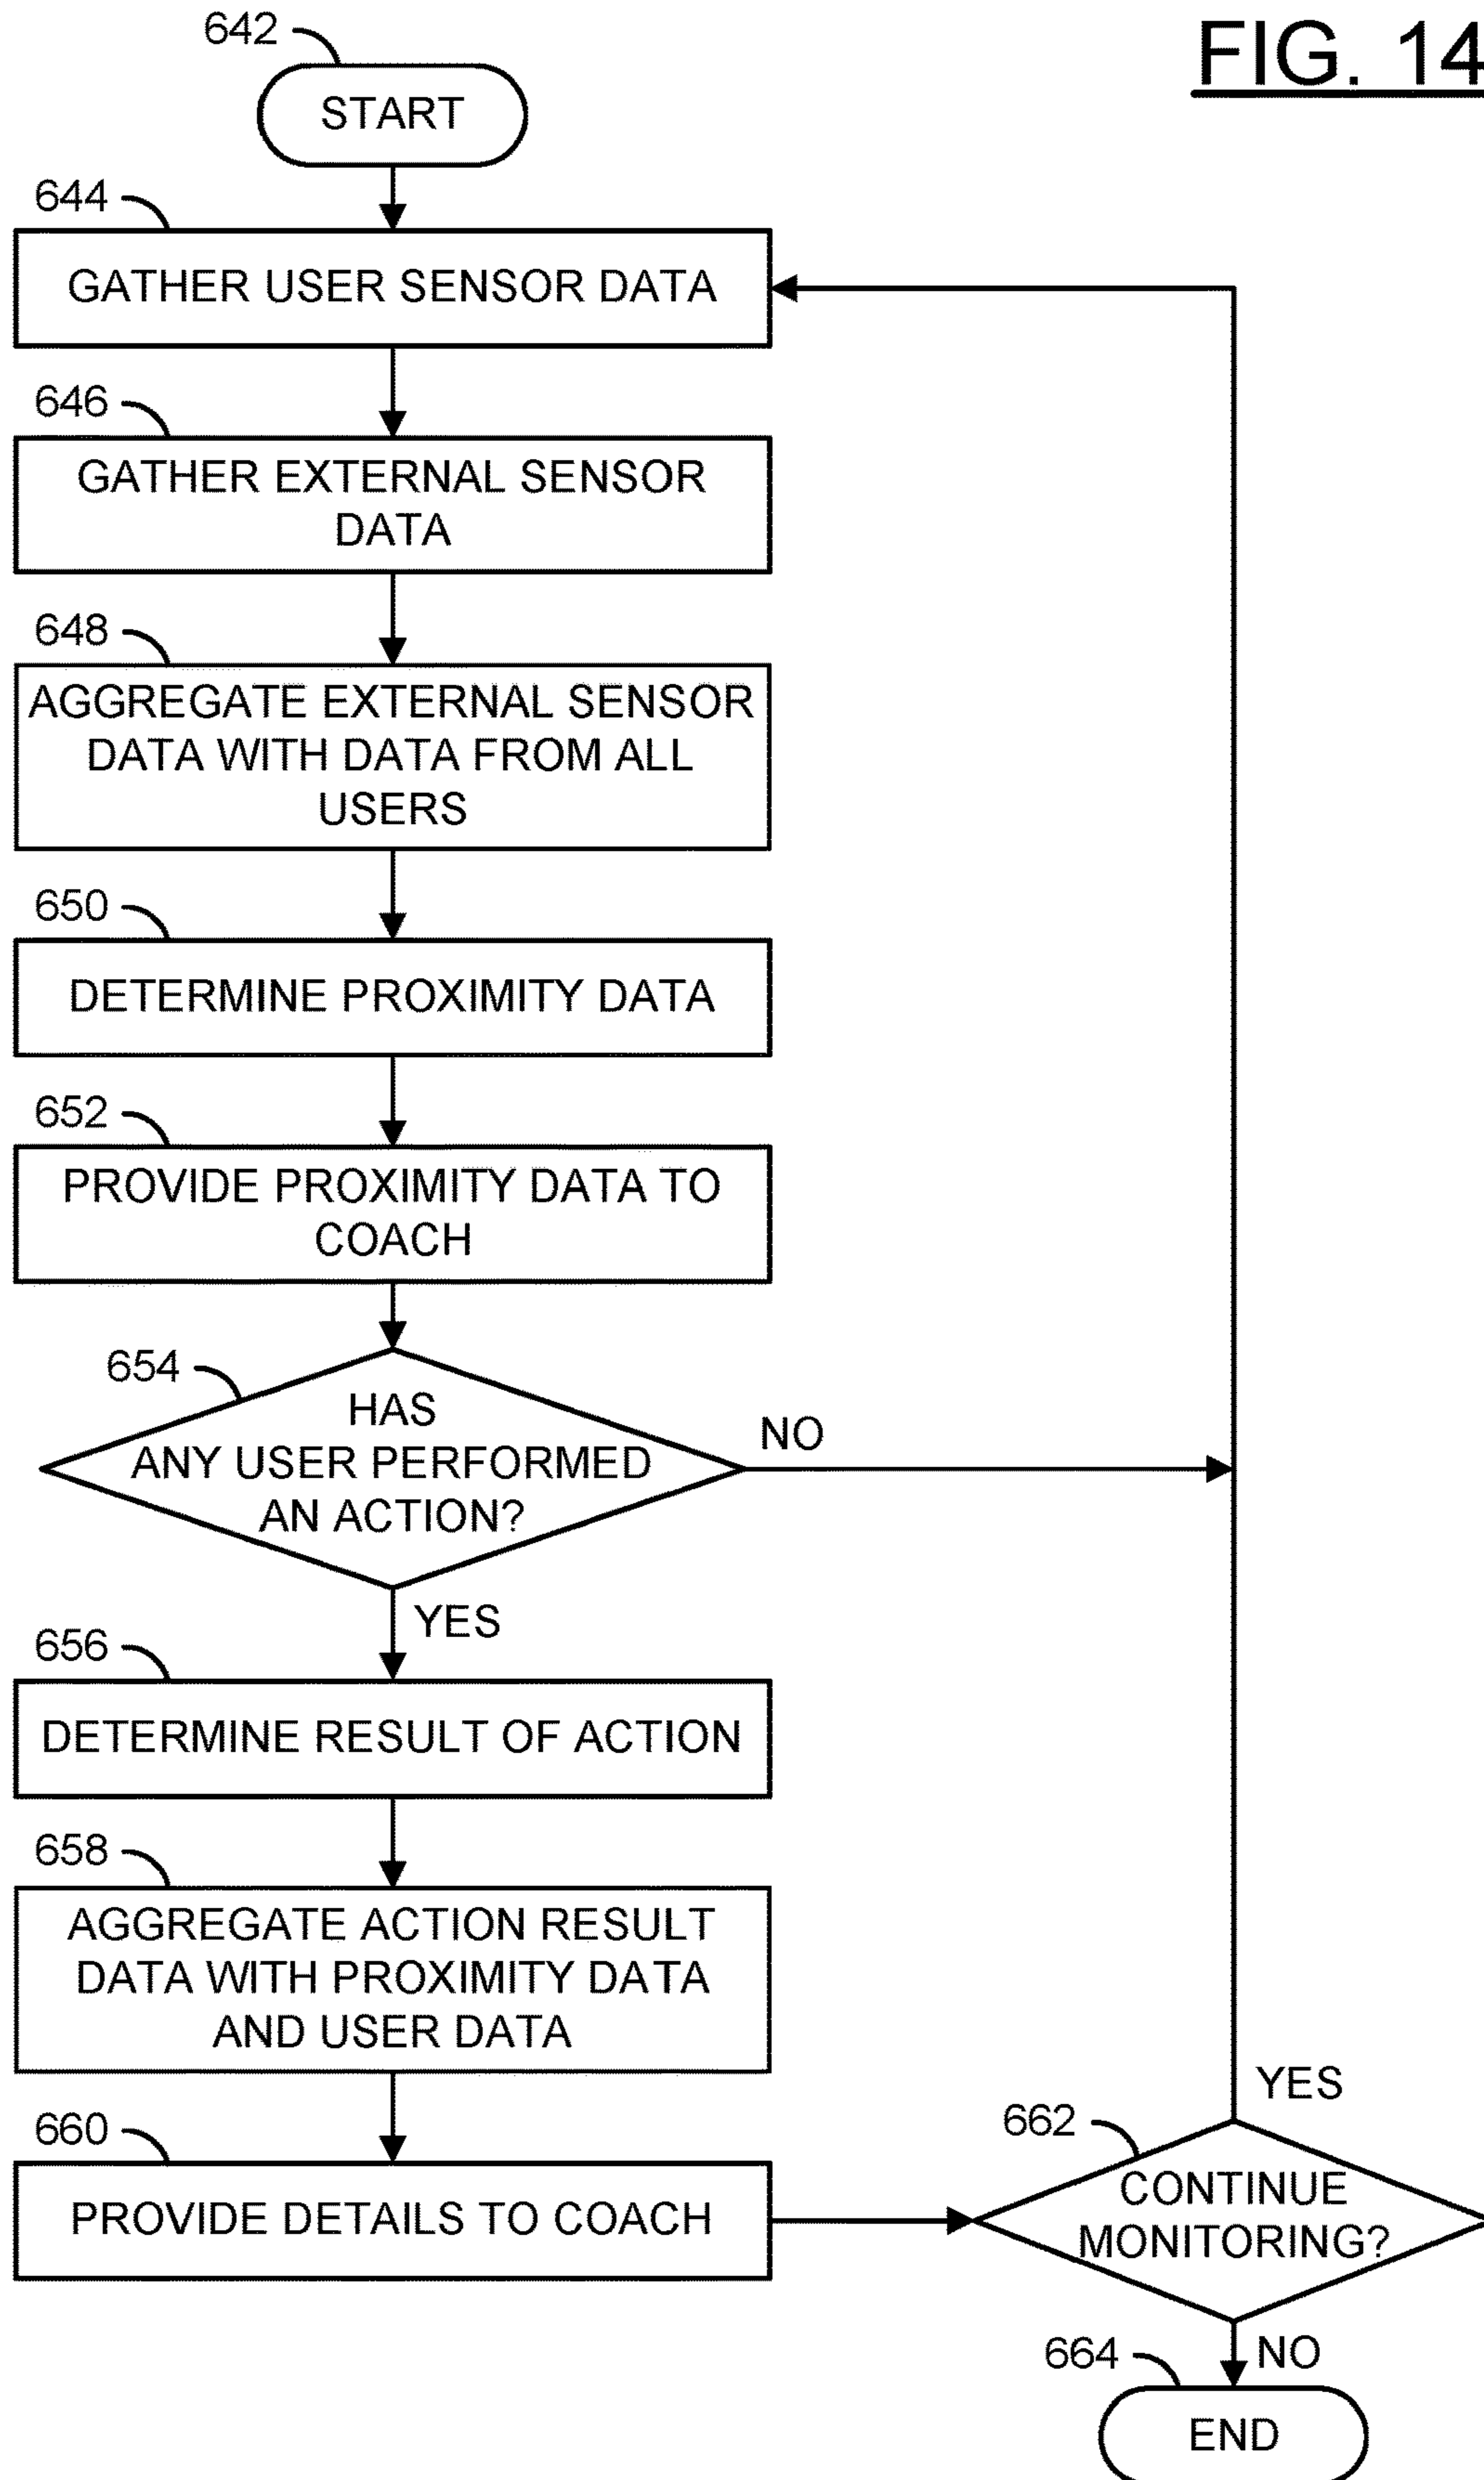 FIG. 14
642
START
644
GATHER USER SENSOR DATA
646
GATHER EXTERNAL SENSOR
DATA
648
AGGREGATE EXTERNAL SENSOR
DATA WITH DATA FROM ALL
USERS
650
DETERMINE PROXIMITY DATA
652
PROVIDE PROXIMITY DATA TO
COACH
654
HAS
ANY USER PERFORMED
AN ACTION?
NO
YES
656
DETERMINE RESULT OF ACTION
658
AGGREGATE ACTION RESULT
DATA WITH PROXIMITY DATA
AND USER DATA
660
PROVIDE DETAILS TO COACH
YES
662
CONTINUE
MONITORING?
NO
664
END